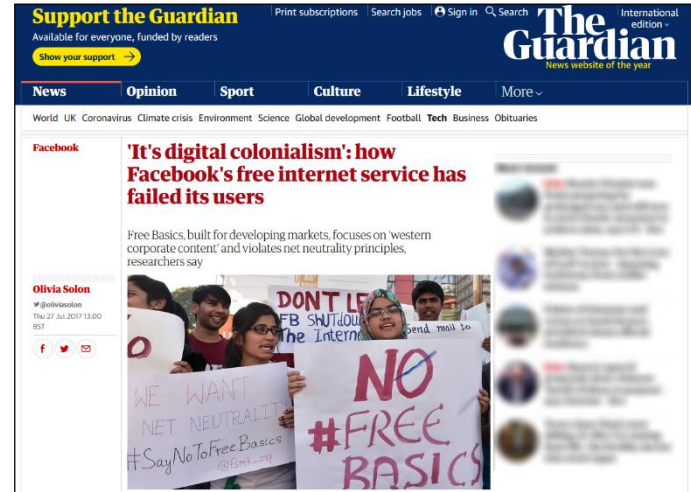 Support the Guardian
Available for everyone, funded by readers
Show your support →
Print subscriptions
Search jobs
Sign in
Search
International
edition
The
Guardian
News website of the year
News Opinion Sport Culture Lifestyle More
World UK Coronavirus Climate crisis Environment Science Global development Football Tech Business Obituaries
Facebook
'It's digital colonialism': how
Facebook's free internet service has
failed its users
Free Basics, built for developing markets, focuses on 'western
corporate content' and violates net neutrality principles,
researchers say
Olivia Solon
@oliviasolon
Thu 27 Jul 2017 13.00
BST
DONT LE
FB SHUTdow
The Intern
Send mail to
WE WANT
NET NEUTRALITY
#SayNoToFreeBasics
@fsmk_org
NO
#FREE
BASICS